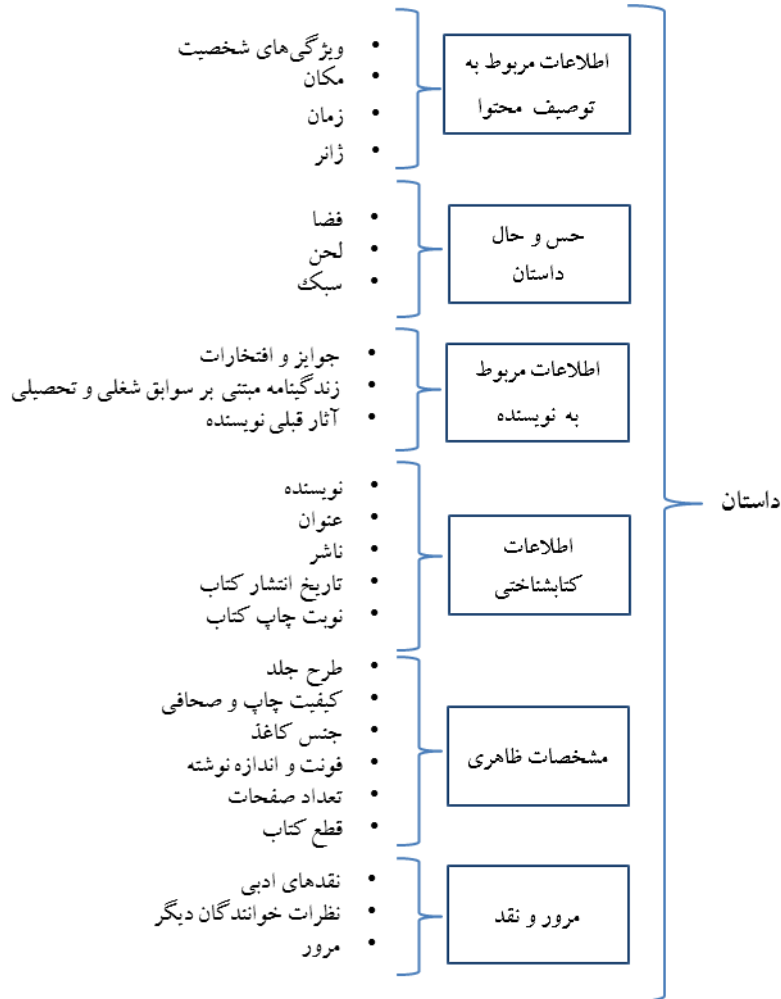 داستان
اطلاعات مربوط به
توصیف محتوا
• ویژگی‌های شخصیت
• مکان
• زمان
• ژانر
حس و حال
داستان
• فضا
• لحن
• سبک
اطلاعات مربوط
به نویسنده
• جوایز و افتخارات
• زندگینامه مبتنی بر سوابق شغلی و تحصیلی
• آثار قبلی نویسنده
اطلاعات
کتابشناختی
• نویسنده
• عنوان
• ناشر
• تاریخ انتشار کتاب
• نوبت چاپ کتاب
مشخصات ظاهری
• طرح جلد
• کیفیت چاپ و صحافی
• جنس کاغذ
• فونت و اندازه نوشته
• تعداد صفحات
• قطع کتاب
مرور و نقد
• نقدهای ادبی
• نظرات خوانندگان دیگر
• مرور